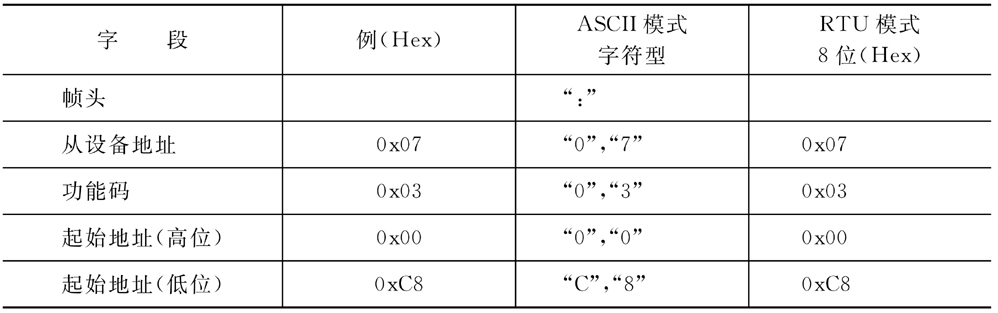 字 段 例(Hex) ASCII 模式 字符型 RTU 模式 8 位(Hex)
帧头 “:”
从设备地址 0x07 “0”,“7” 0x07
功能码 0x03 “0”,“3” 0x03
起始地址(高位) 0x00 “0”,“0” 0x00
起始地址(低位) 0xC8 “C”,“8” 0xC8